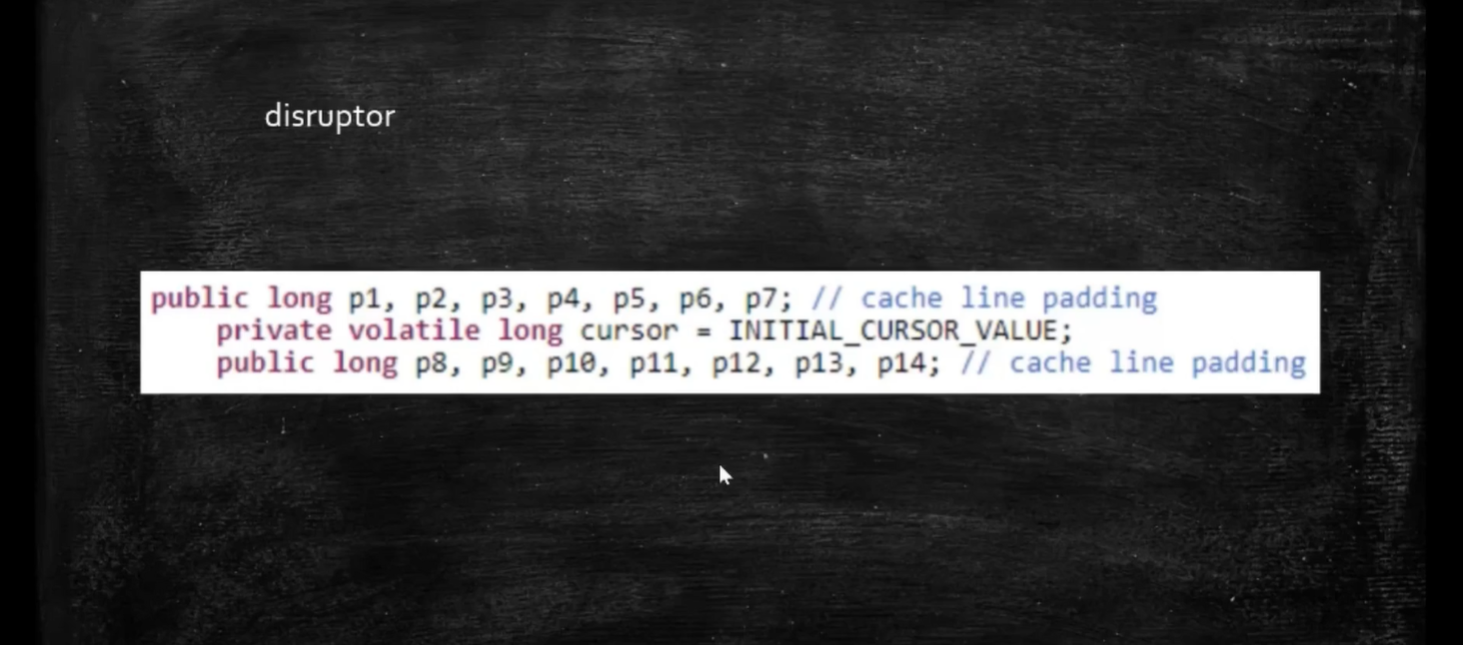 disruptor
public long p1, p2, p3, p4, p5, p6, p7; // cache line padding
private volatile long cursor = INITIAL_CURSOR_VALUE;
public long p8, p9, p10, p11, p12, p13, p14; // cache line padding